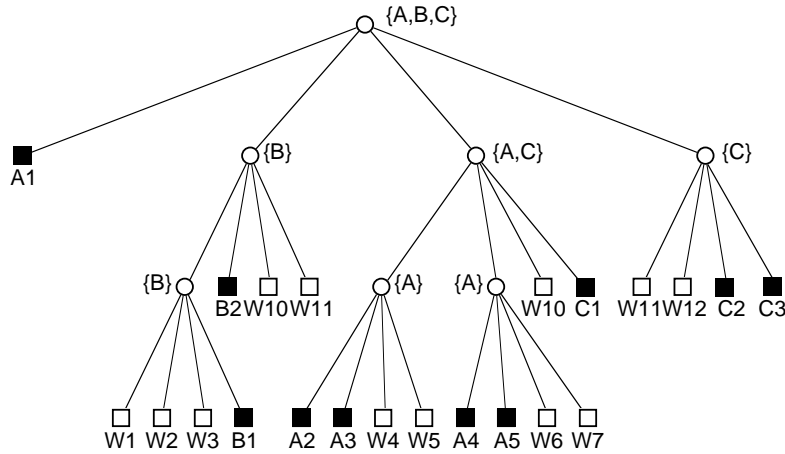 {A,B,C}
{B}
{A,C}
{C}
A1
{B}
B2
W10
W11
{A}
{A}
W10
C1
W11
W12
C2
C3
W1
W2
W3
B1
A2
A3
W4
W5
A4
A5
W6
W7